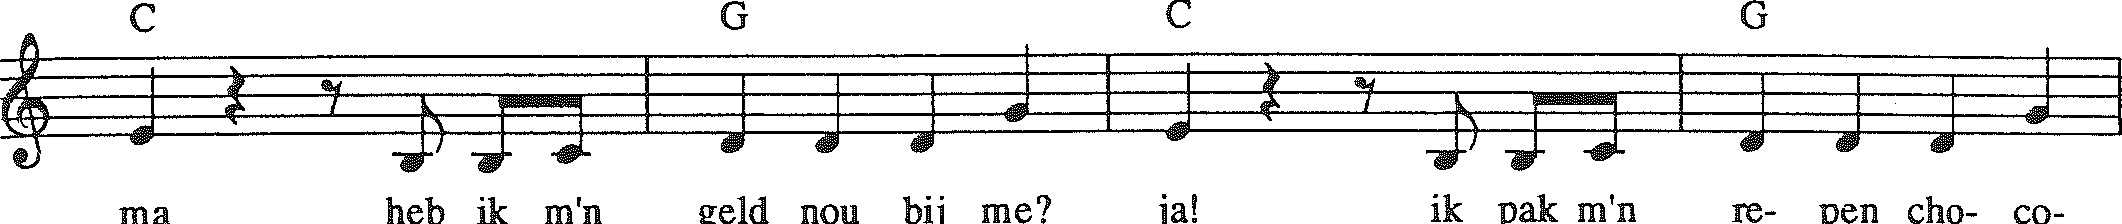 C G C G
ma heb ik m'n geld nou bij me? ja! ik pak m'n re- pen cho- co-